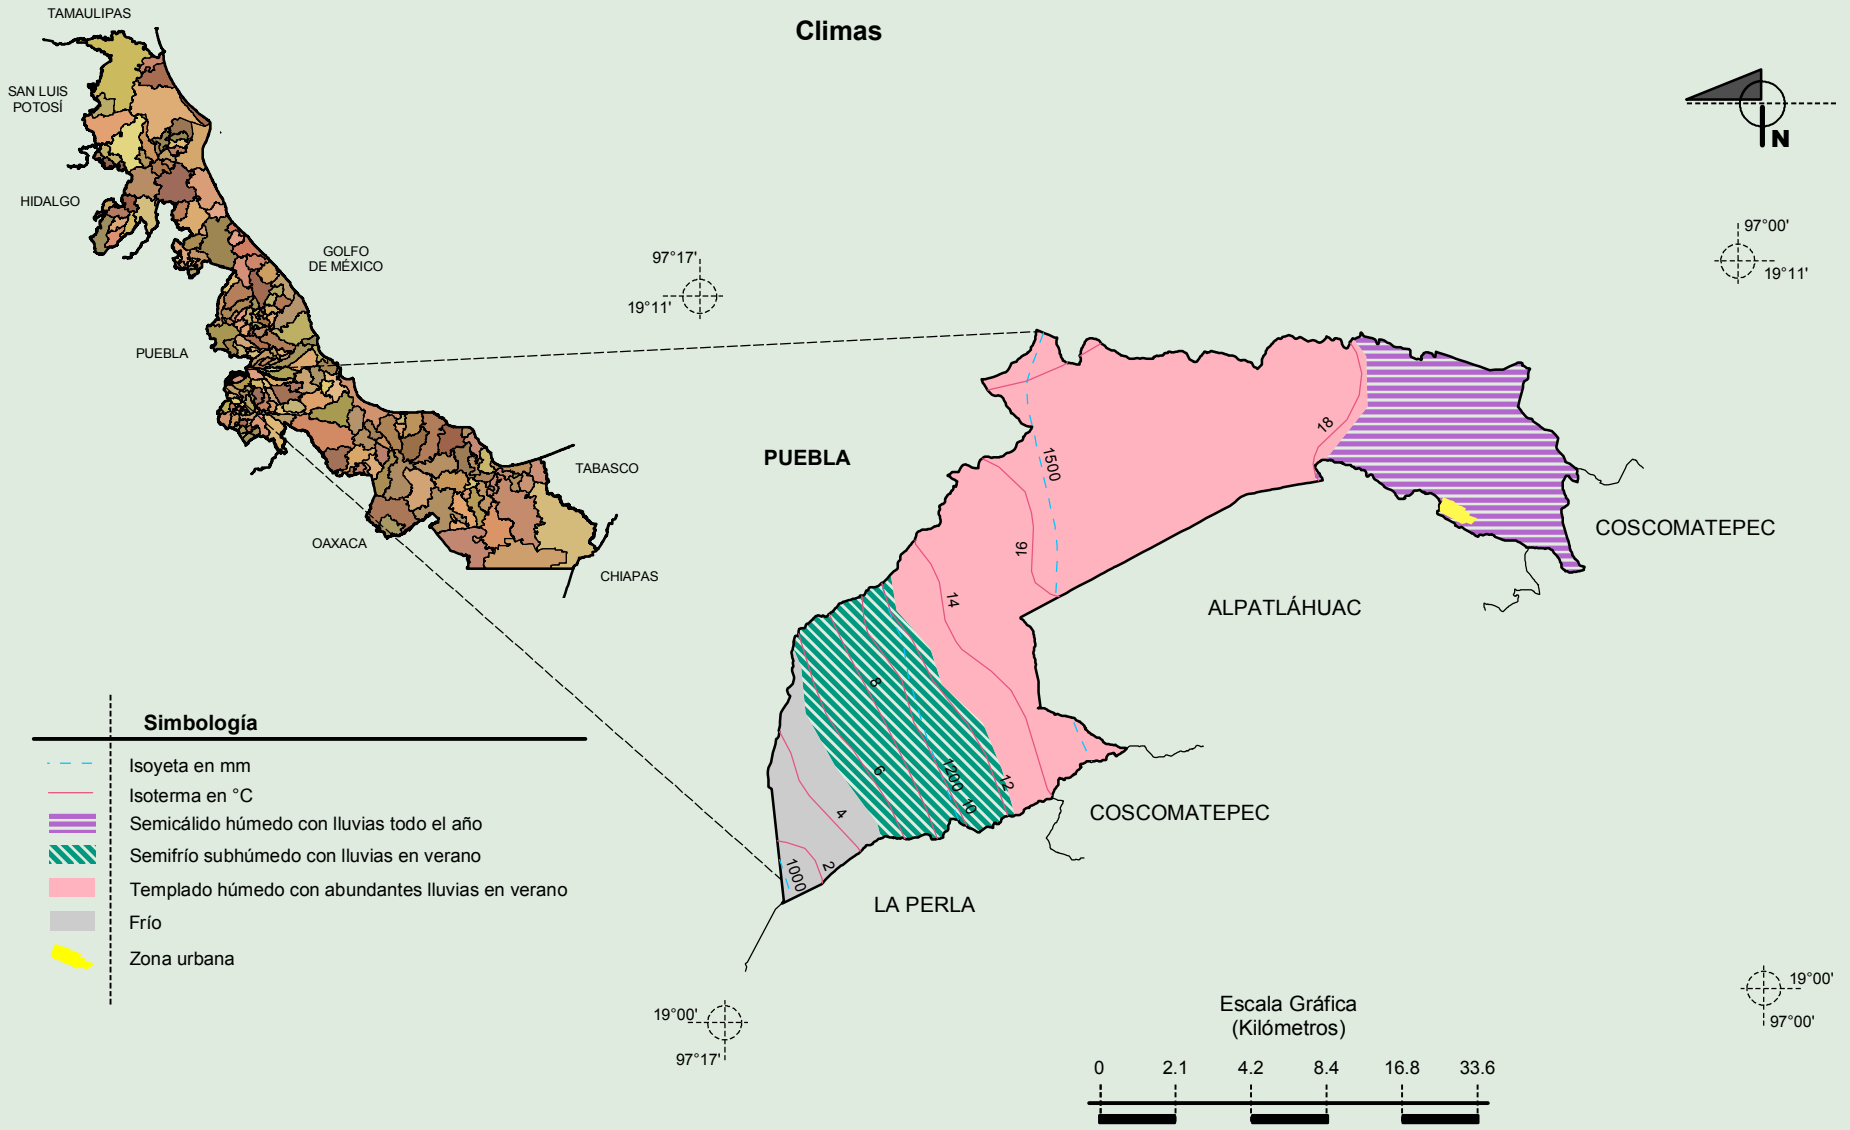 Climas
TAMAULIPAS
SAN LUIS
POTOSÍ
HIDALGO
GOLFO
DE MÉXICO
PUEBLA
TABASCO
OAXACA
CHIAPAS
N
97°17'
19°11'
97°00'
19°11'
PUEBLA
1500
18
16
14
8
6
1200
10
12
4
2
1000
COSCOMATEPEC
ALPATLÁHUAC
COSCOMATEPEC
LA PERLA
Simbología
Isoyeta en mm
Isoterma en °C
Semicálido húmedo con lluvias todo el año
Semifrío subhúmedo con lluvias en verano
Templado húmedo con abundantes lluvias en verano
Frío
Zona urbana
19°00'
97°17'
19°00'
97°00'
Escala Gráfica
(Kilómetros)
0 2.1 4.2 8.4 16.8 33.6